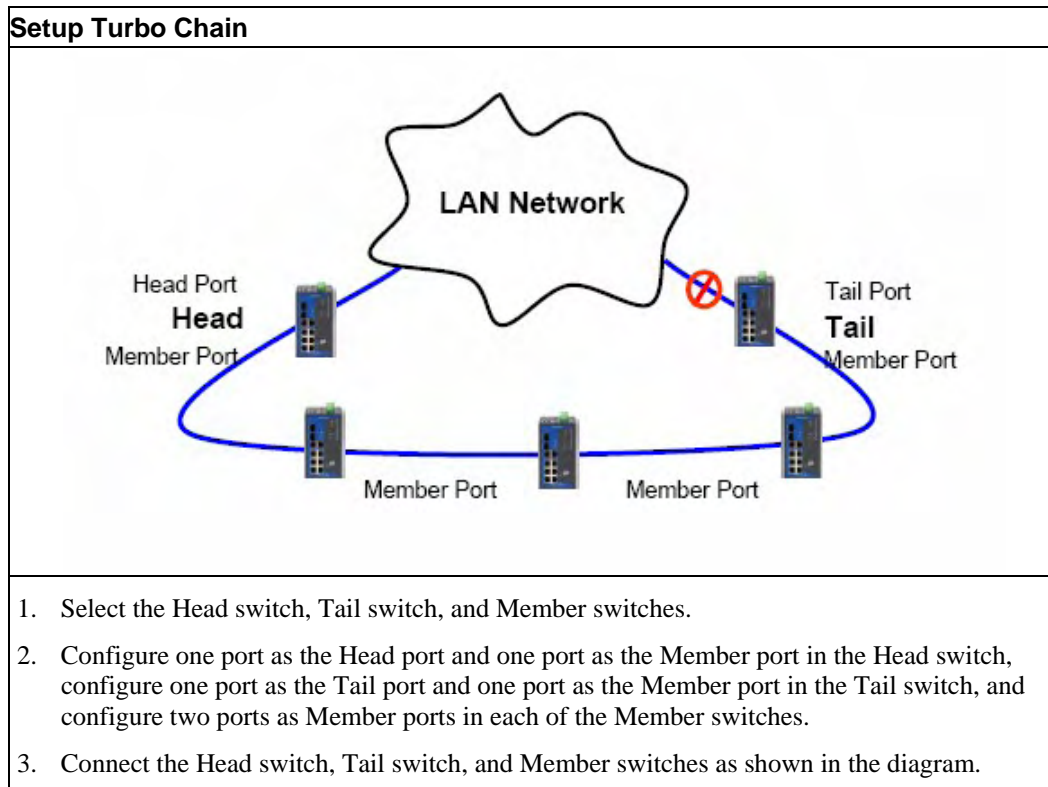 Setup Turbo Chain
LAN Network
Head Port
Head
Member Port
Tail Port
Tail
Member Port
Member Port
Member Port
1. Select the Head switch, Tail switch, and Member switches.
2. Configure one port as the Head port and one port as the Member port in the Head switch,
configure one port as the Tail port and one port as the Member port in the Tail switch, and
configure two ports as Member ports in each of the Member switches.
3. Connect the Head switch, Tail switch, and Member switches as shown in the diagram.